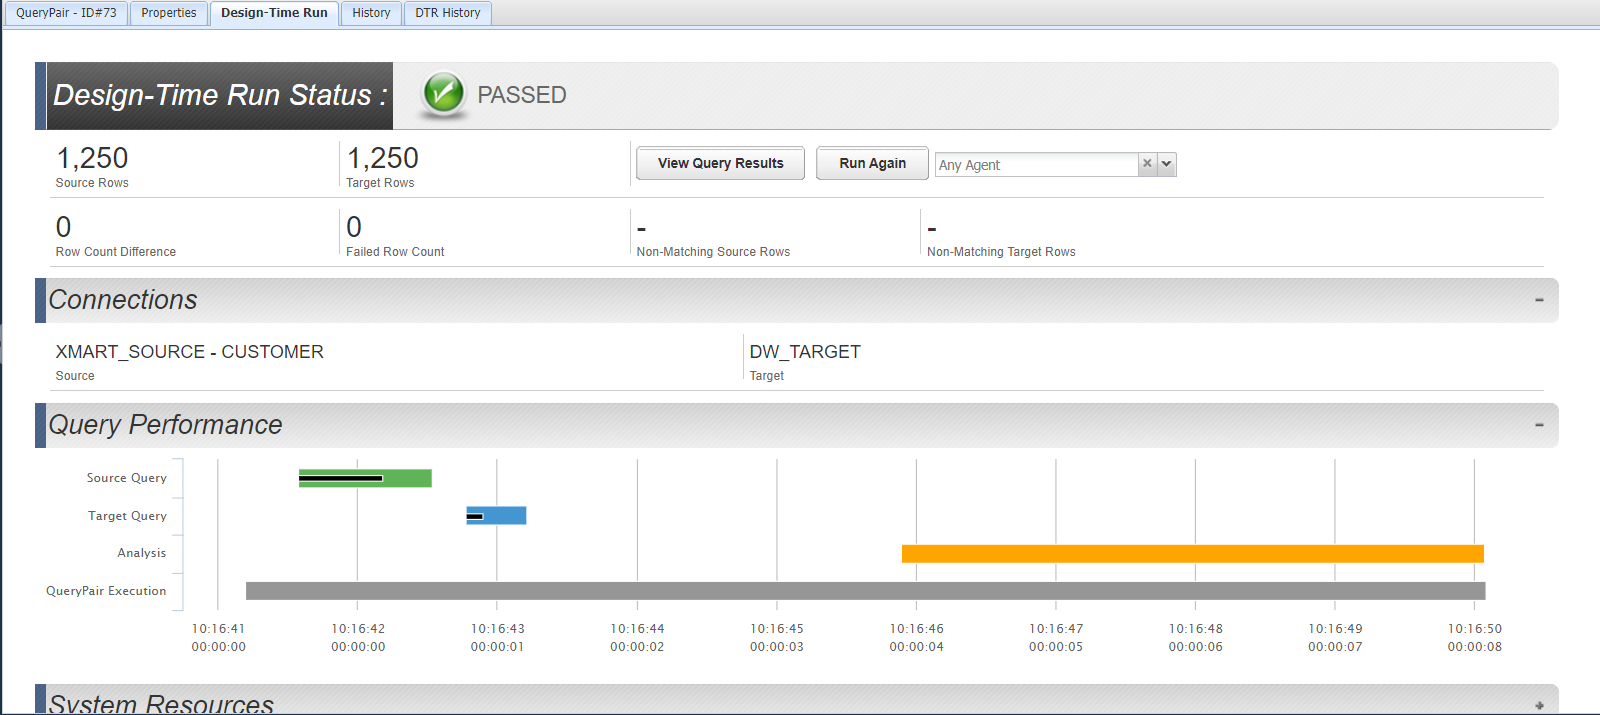 QueryPair - ID#73 Properties Design-Time Run History DTR History
Design-Time Run Status : PASSED
1,250 1,250 View Query Results Run Again Any Agent
Source Rows Target Rows
0 0 - -
Row Count Difference Failed Row Count Non-Matching Source Rows Non-Matching Target Rows
Connections
XMART_SOURCE - CUSTOMER DW_TARGET
Source Target
Query Performance
Source Query
Target Query
Analysis
QueryPair Execution
10:16:41 10:16:42 10:16:43 10:16:44 10:16:45 10:16:46 10:16:47 10:16:48 10:16:49 10:16:50
00:00:00 00:00:00 00:00:01 00:00:02 00:00:03 00:00:04 00:00:05 00:00:06 00:00:07 00:00:08
System Resources